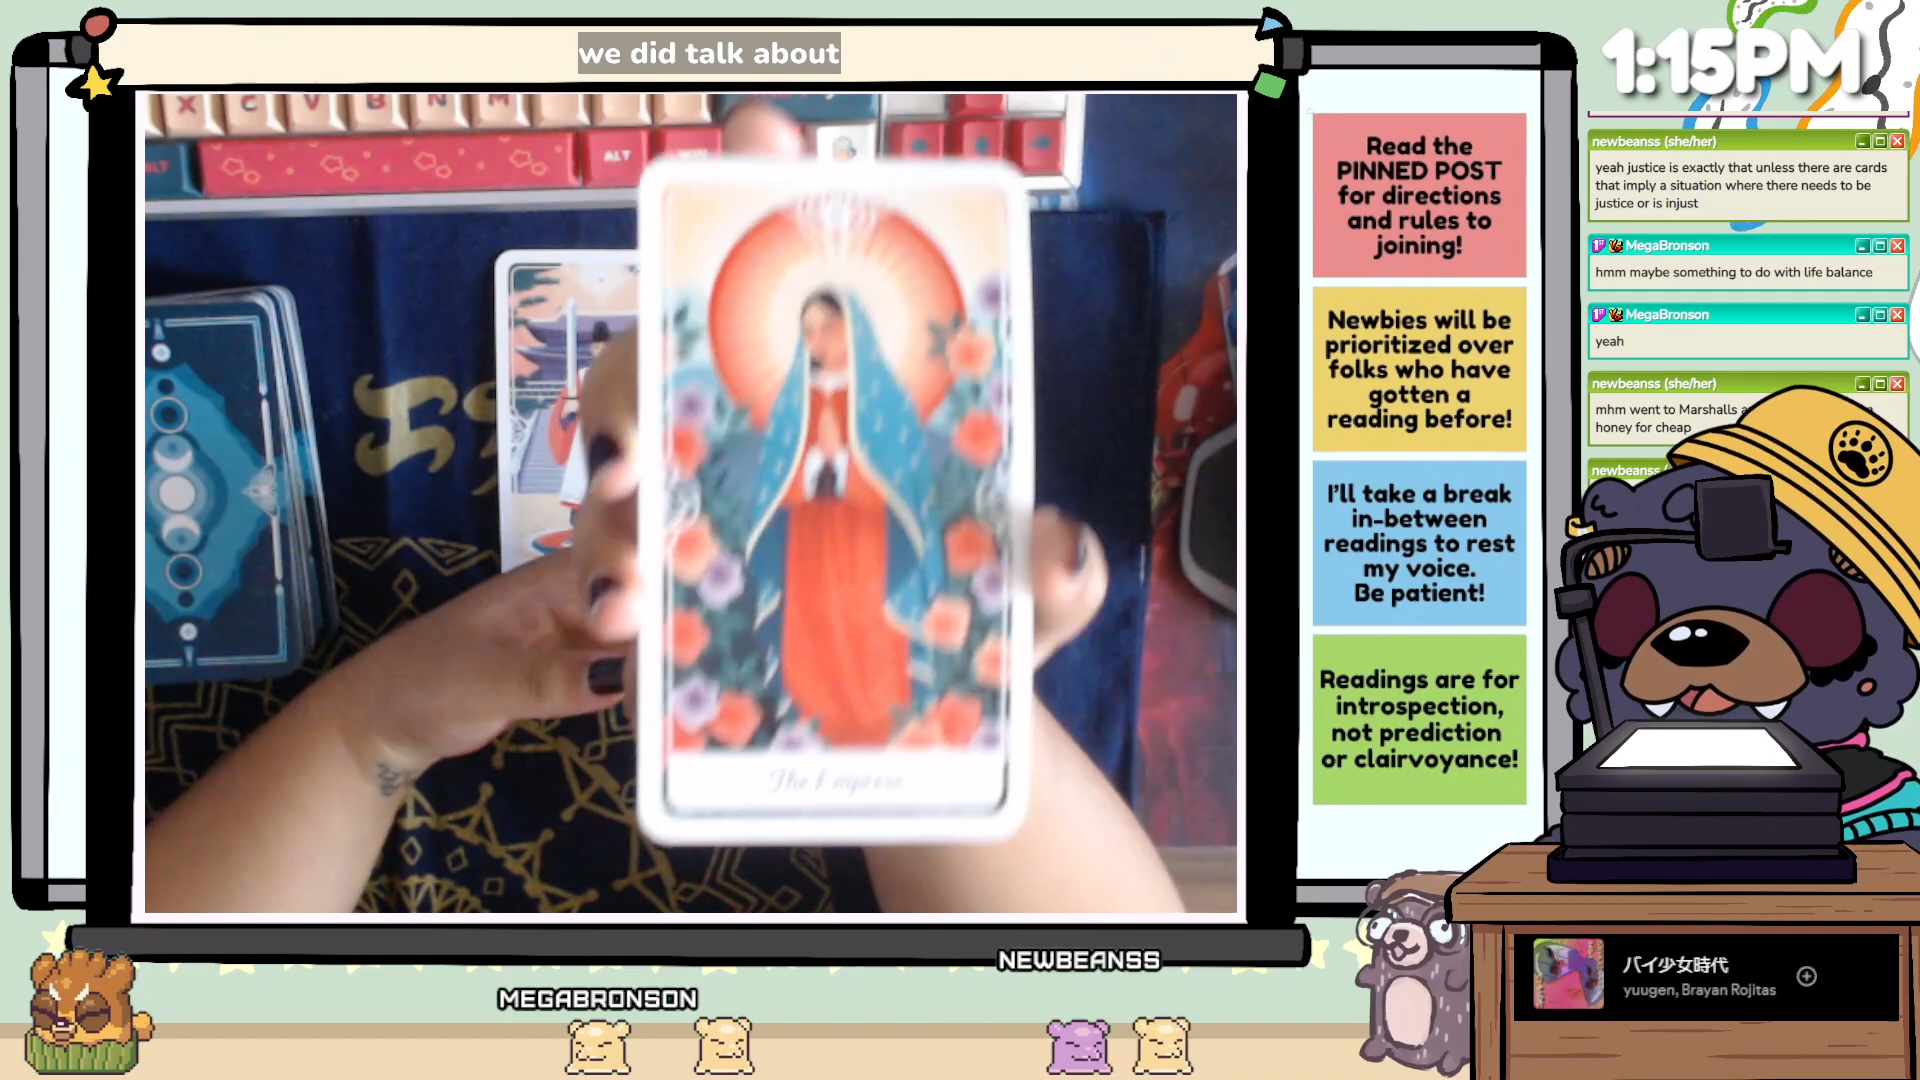 we did talk about
1:15PM
X C V B N M
ALT
ALT
The Empress
Read the
PINNED POST
for directions
and rules to
joining!
Newbies will be
prioritized over
folks who have
gotten a
reading before!
I'll take a break
in-between
readings to rest
my voice.
Be patient!
Readings are for
introspection,
not prediction
or clairvoyance!
newbeanss (she/her)
yeah justice is exactly that unless there are cards
that imply a situation where there needs to be
justice or is injust
MegaBronson
hmm maybe something to do with life balance
MegaBronson
yeah
newbeanss (she/her)
mhm went to Marshalls
honey for cheap
newbeanss
NEWBEANSS
MEGABRONSON
バイ少女時代
yuugen, Brayan Rojitas